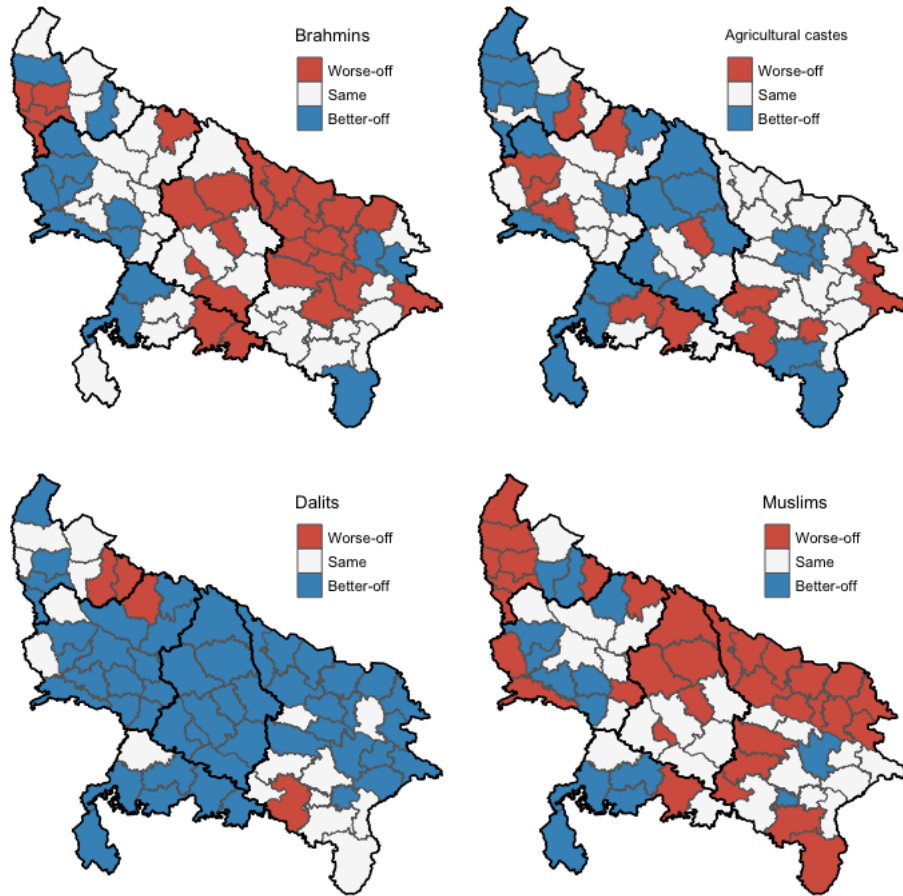 Brahmins
Worse-off
Same
Better-off
Agricultural castes
Worse-off
Same
Better-off
Dalits
Worse-off
Same
Better-off
Muslims
Worse-off
Same
Better-off